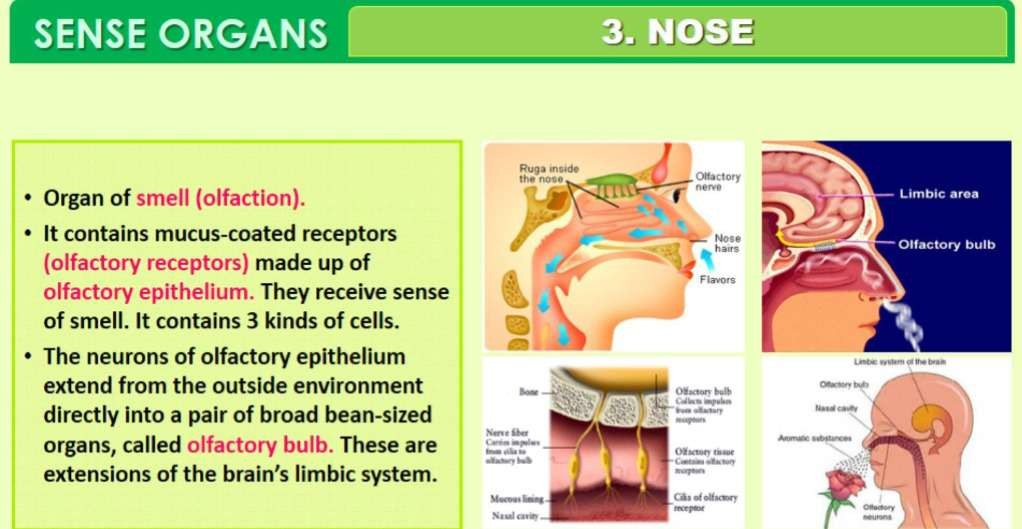 SENSE ORGANS
3. NOSE
• Organ of smell (olfaction).
• It contains mucus-coated receptors
(olfactory receptors) made up of
olfactory epithelium. They receive sense
of smell. It contains 3 kinds of cells.
• The neurons of olfactory epithelium
extend from the outside environment
directly into a pair of broad bean-sized
organs, called olfactory bulb. These are
extensions of the brain's limbic system.
Ruga inside
the nose
Olfactory
nerve
Nose
hairs
Flavors
Limbic area
Olfactory bulb
Bone
Nerve fiber
Carries impulses
from cilia to
olfactory bulb
Mucous lining
Nasal cavity
Olfactory bulb
Collects impulses
from olfactory
receptors
Olfactory tissue
Contains olfactory
receptors
Cilia of olfactory
receptor
Limbic system of the brain
Olfactory bulb
Nasal cavity
Aromatic substances
Olfactory
neurons